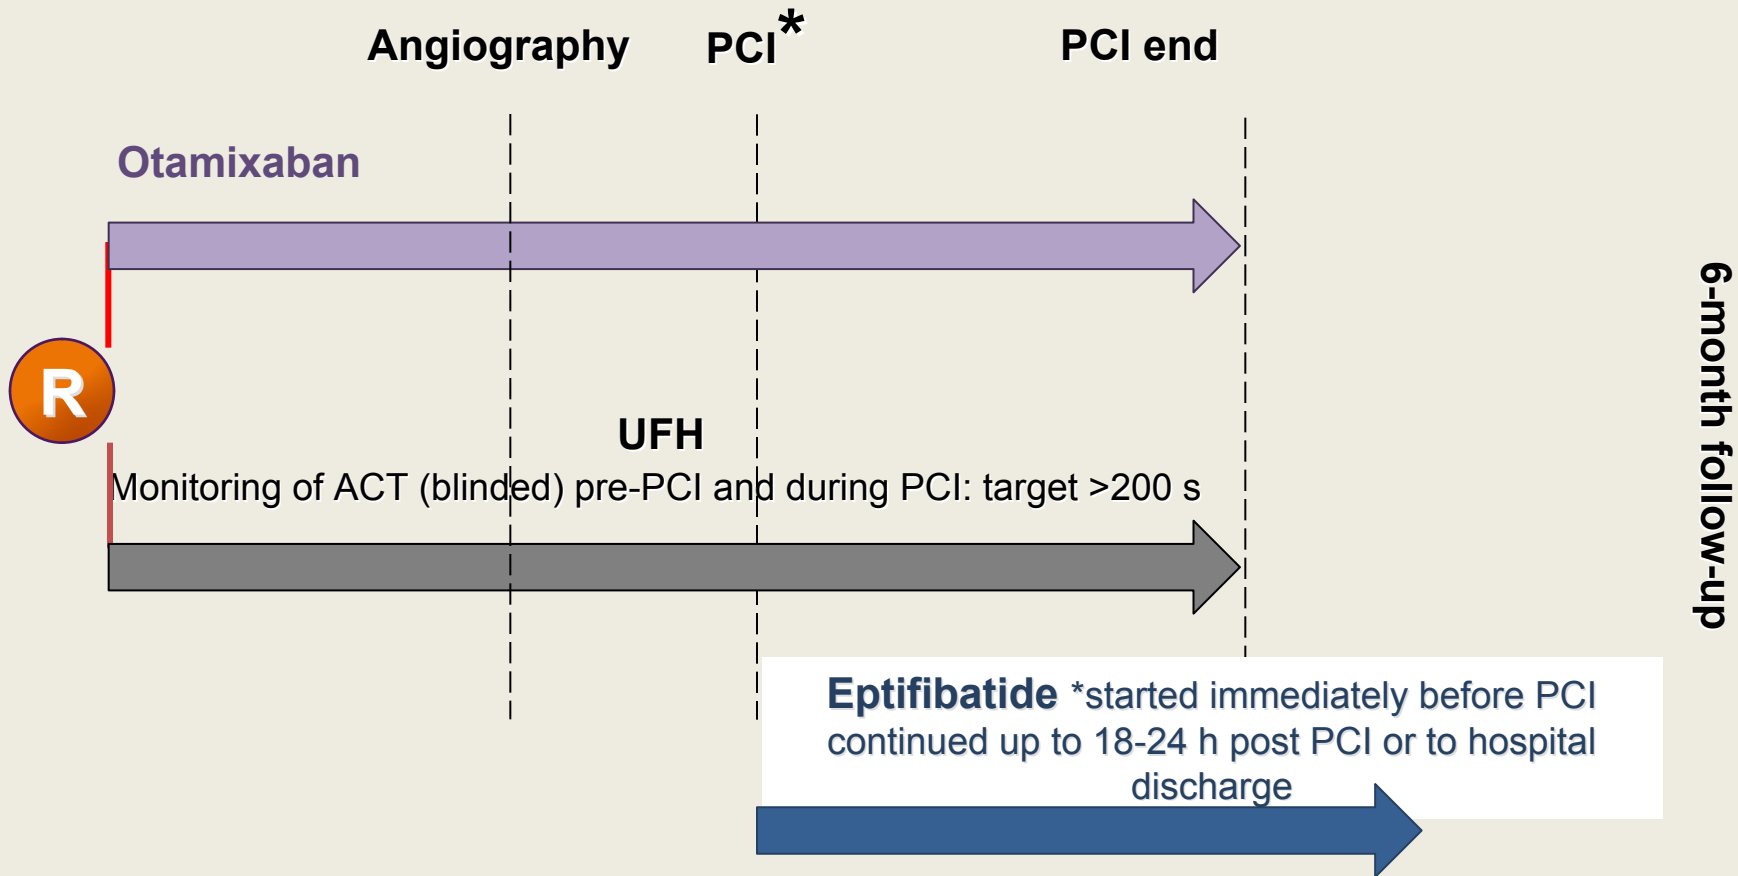 Angiography PCI* PCI end
Otamixaban
R
UFH
Monitoring of ACT (blinded) pre-PCI and during PCI: target >200 s
Eptifibatide *started immediately before PCI
continued up to 18-24 h post PCI or to hospital
discharge
6-month follow-up